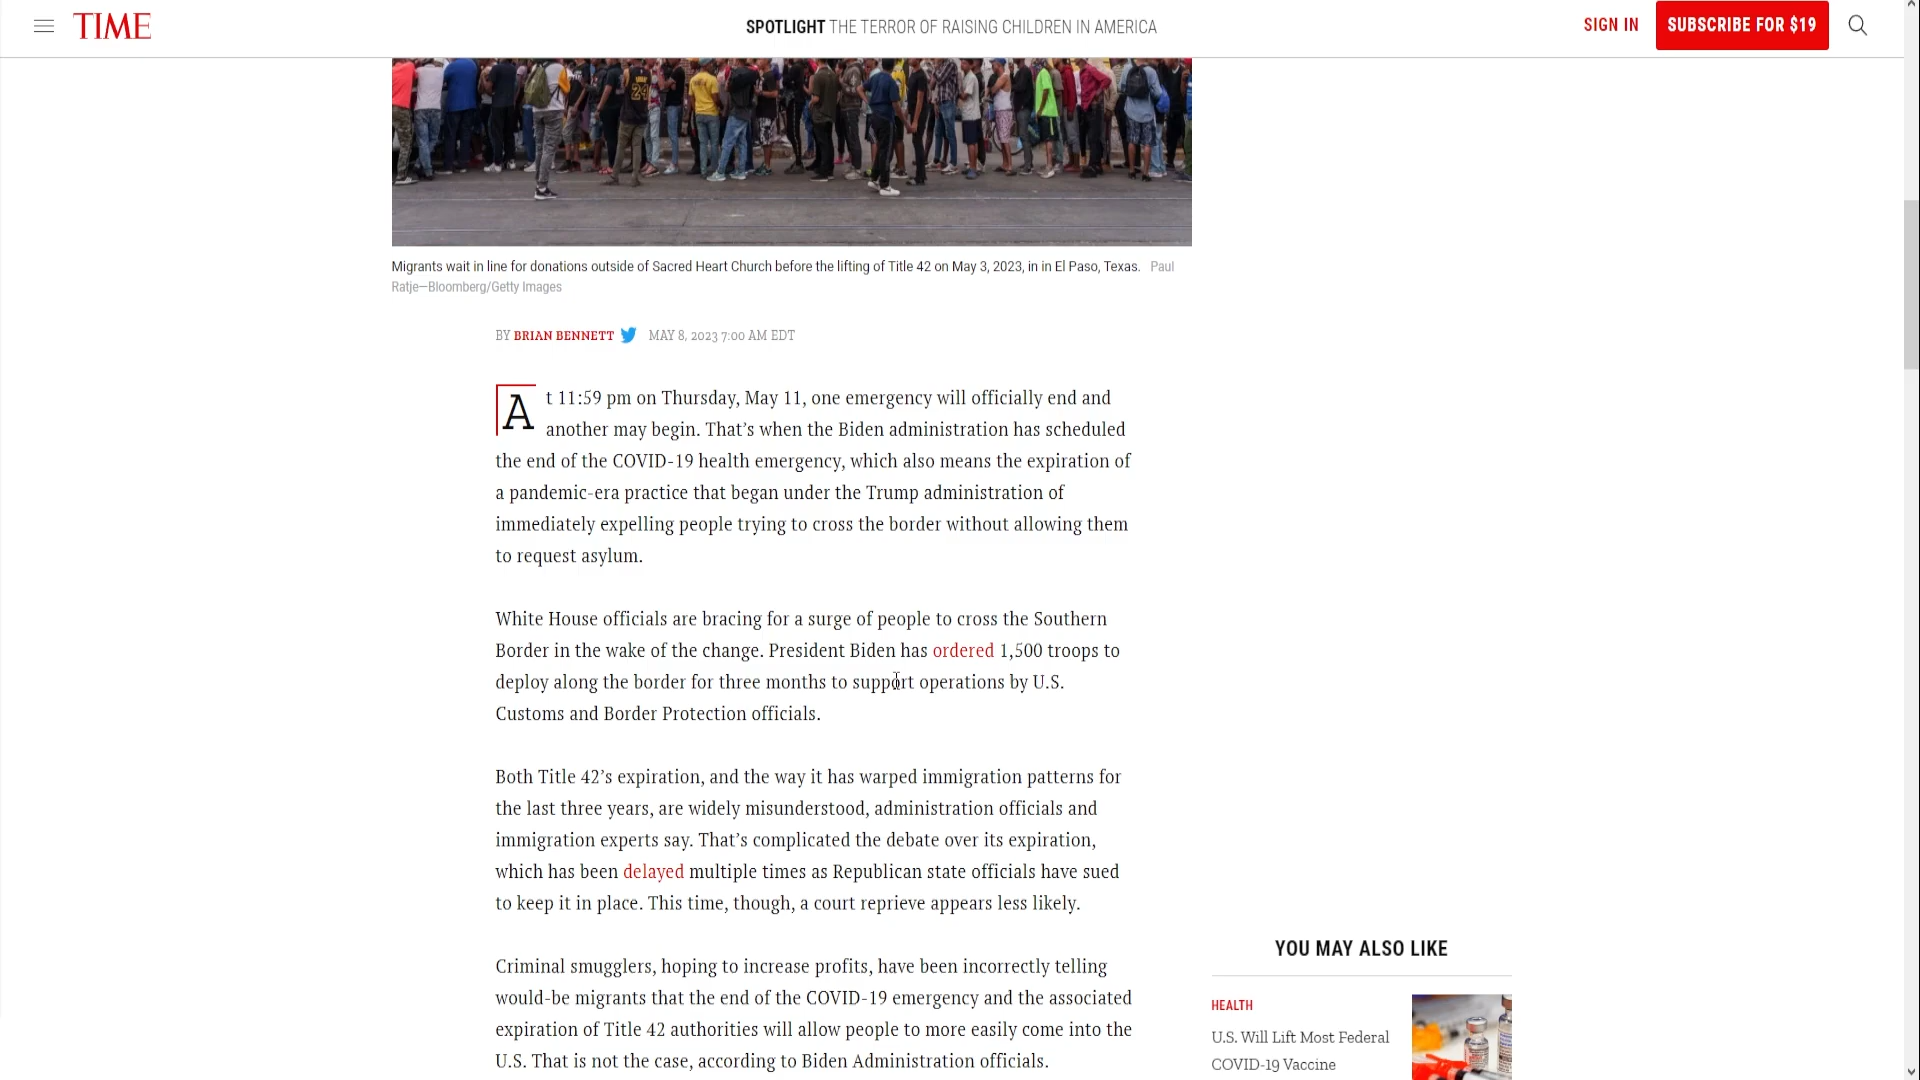 TIME
SPOTLIGHT THE TERROR OF RAISING CHILDREN IN AMERICA
SIGN IN
SUBSCRIBE FOR $19
24
Migrants wait in line for donations outside of Sacred Heart Church before the lifting of Title 42 on May 3, 2023, in in El Paso, Texas. Paul
Ratje—Bloomberg/Getty Images
BY BRIAN BENNETT MAY 8, 2023 7:00 AM EDT
At 11:59 pm on Thursday, May 11, one emergency will officially end and
another may begin. That’s when the Biden administration has scheduled
the end of the COVID-19 health emergency, which also means the expiration of
a pandemic-era practice that began under the Trump administration of
immediately expelling people trying to cross the border without allowing them
to request asylum.
White House officials are bracing for a surge of people to cross the Southern
Border in the wake of the change. President Biden has ordered 1,500 troops to
deploy along the border for three months to support operations by U.S.
Customs and Border Protection officials.
Both Title 42’s expiration, and the way it has warped immigration patterns for
the last three years, are widely misunderstood, administration officials and
immigration experts say. That’s complicated the debate over its expiration,
which has been delayed multiple times as Republican state officials have sued
to keep it in place. This time, though, a court reprieve appears less likely.
Criminal smugglers, hoping to increase profits, have been incorrectly telling
would-be migrants that the end of the COVID-19 emergency and the associated
expiration of Title 42 authorities will allow people to more easily come into the
U.S. That is not the case, according to Biden Administration officials.
YOU MAY ALSO LIKE
HEALTH
U.S. Will Lift Most Federal
COVID-19 Vaccine